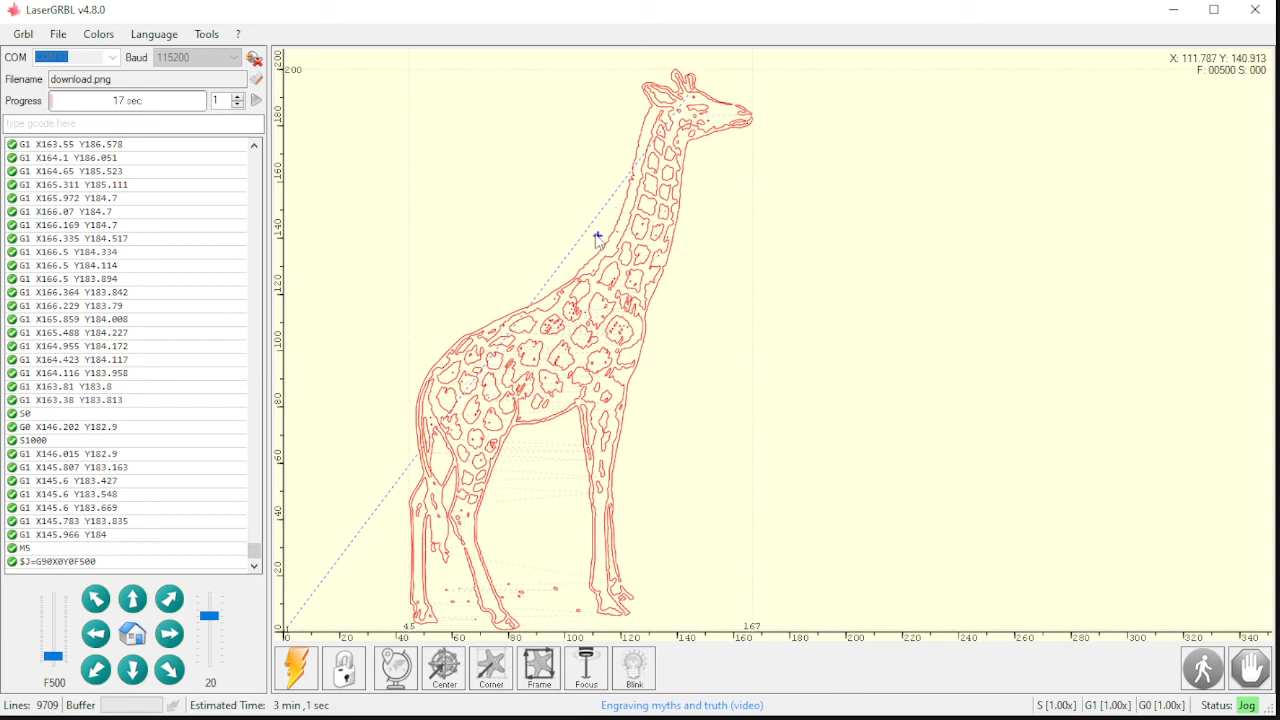 LaserGRBL v4.8.0
Grbl File Colors Language Tools ?
COM Baud 115200
Filename download.png
Progress 17 sec 1
type gcode here
G1 X163.55 Y186.578
G1 X164.1 Y186.051
G1 X164.65 Y185.523
G1 X165.311 Y185.111
G1 X165.972 Y184.7
G1 X166.07 Y184.7
G1 X166.169 Y184.7
G1 X166.335 Y184.517
G1 X166.5 Y184.334
G1 X166.5 Y184.114
G1 X166.5 Y183.894
G1 X166.364 Y183.842
G1 X166.229 Y183.79
G1 X165.859 Y184.008
G1 X165.488 Y184.227
G1 X164.955 Y184.172
G1 X164.423 Y184.117
G1 X164.116 Y183.958
G1 X163.81 Y183.8
G1 X163.38 Y183.813
S0
G0 X146.202 Y182.9
S1000
G1 X146.015 Y182.9
G1 X145.807 Y183.163
G1 X145.6 Y183.427
G1 X145.6 Y183.548
G1 X145.6 Y183.669
G1 X145.783 Y183.835
G1 X145.966 Y184
M5
$J=G90X0Y0F500
F500 20
X: 111.787 Y: 140.913
F: 00500 S: 000
200
200
180
160
140
120
100
80
60
40
20
0
0 20 40 45 60 80 100 120 140 167 160 180 200 220 240 260 280 300 320 340
Center Corner Frame Focus Blink
Lines: 9709 Buffer Estimated Time: 3 min ,1 sec Engraving myths and truth (video) S [1.00x] G1 [1.00x] G0 [1.00x] Status: Jog